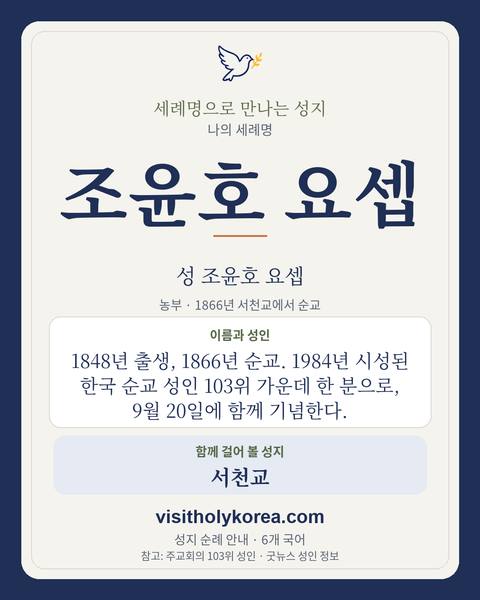 세례명으로 만나는 성지
나의 세례명
조윤호 요셉
성 조윤호 요셉
농부 · 1866년 서천교에서 순교
이름과 성인
1848년 출생, 1866년 순교. 1984년 시성된
한국 순교 성인 103위 가운데 한 분으로,
9월 20일에 함께 기념한다.
함께 걸어 볼 성지
서천교
visitholykorea.com
성지 순례 안내 · 6개 국어
참고: 주교회의 103위 성인 · 굿뉴스 성인 정보